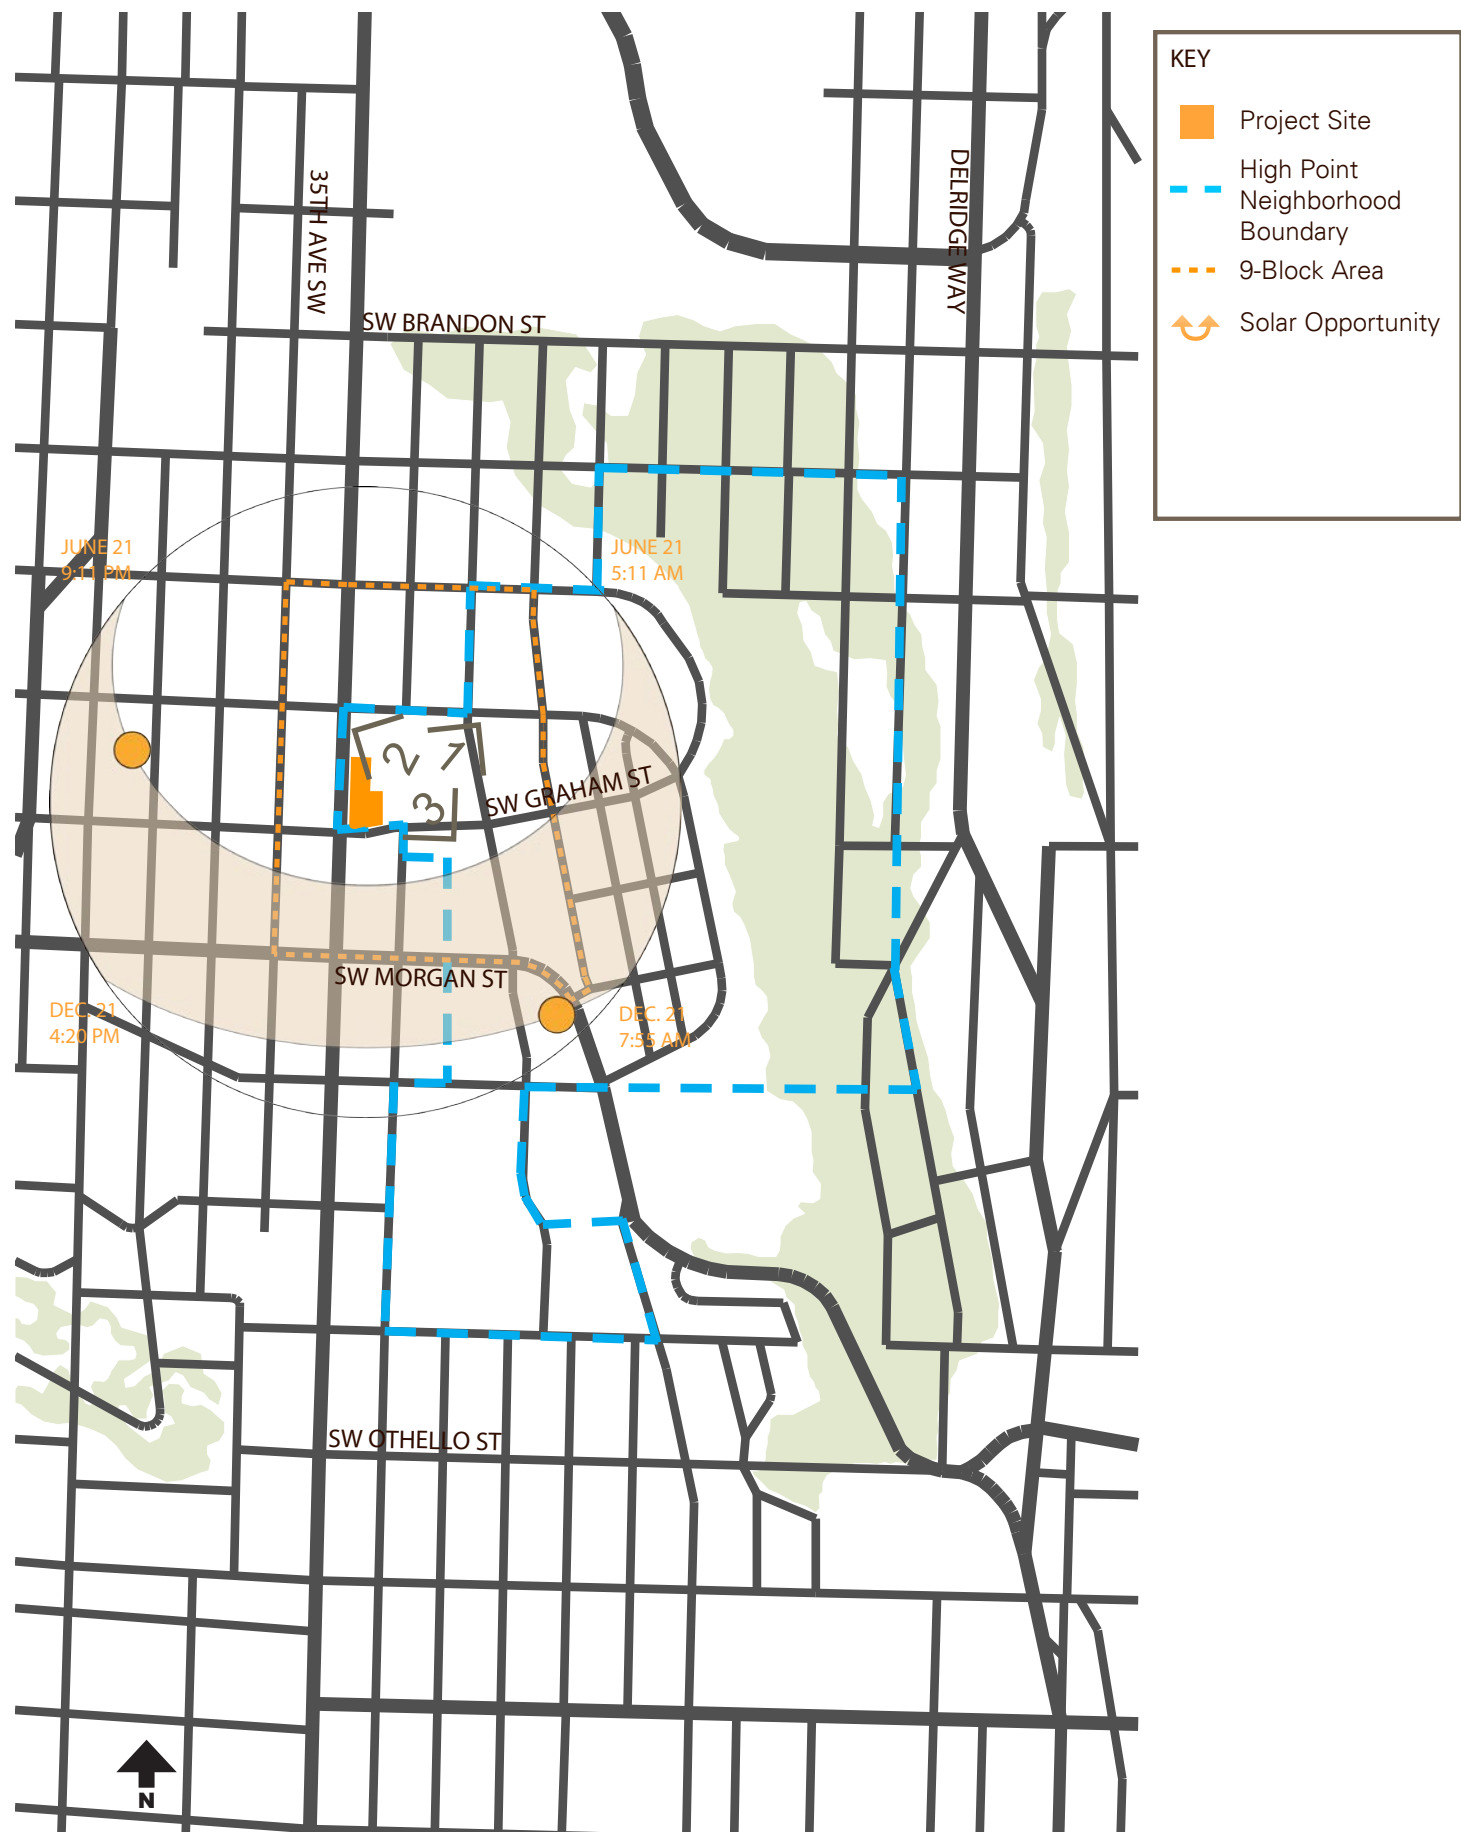 KEY
Project Site
High Point
Neighborhood
Boundary
9-Block Area
Solar Opportunity
35TH AVE SW
DELRIDGE WAY
SW BRANDON ST
JUNE 21
9:11 PM
JUNE 21
5:11 AM
2
1
3
SW GRAHAM ST
SW MORGAN ST
DEC. 21
4:20 PM
DEC. 21
7:55 AM
SW OTHELLO ST
N